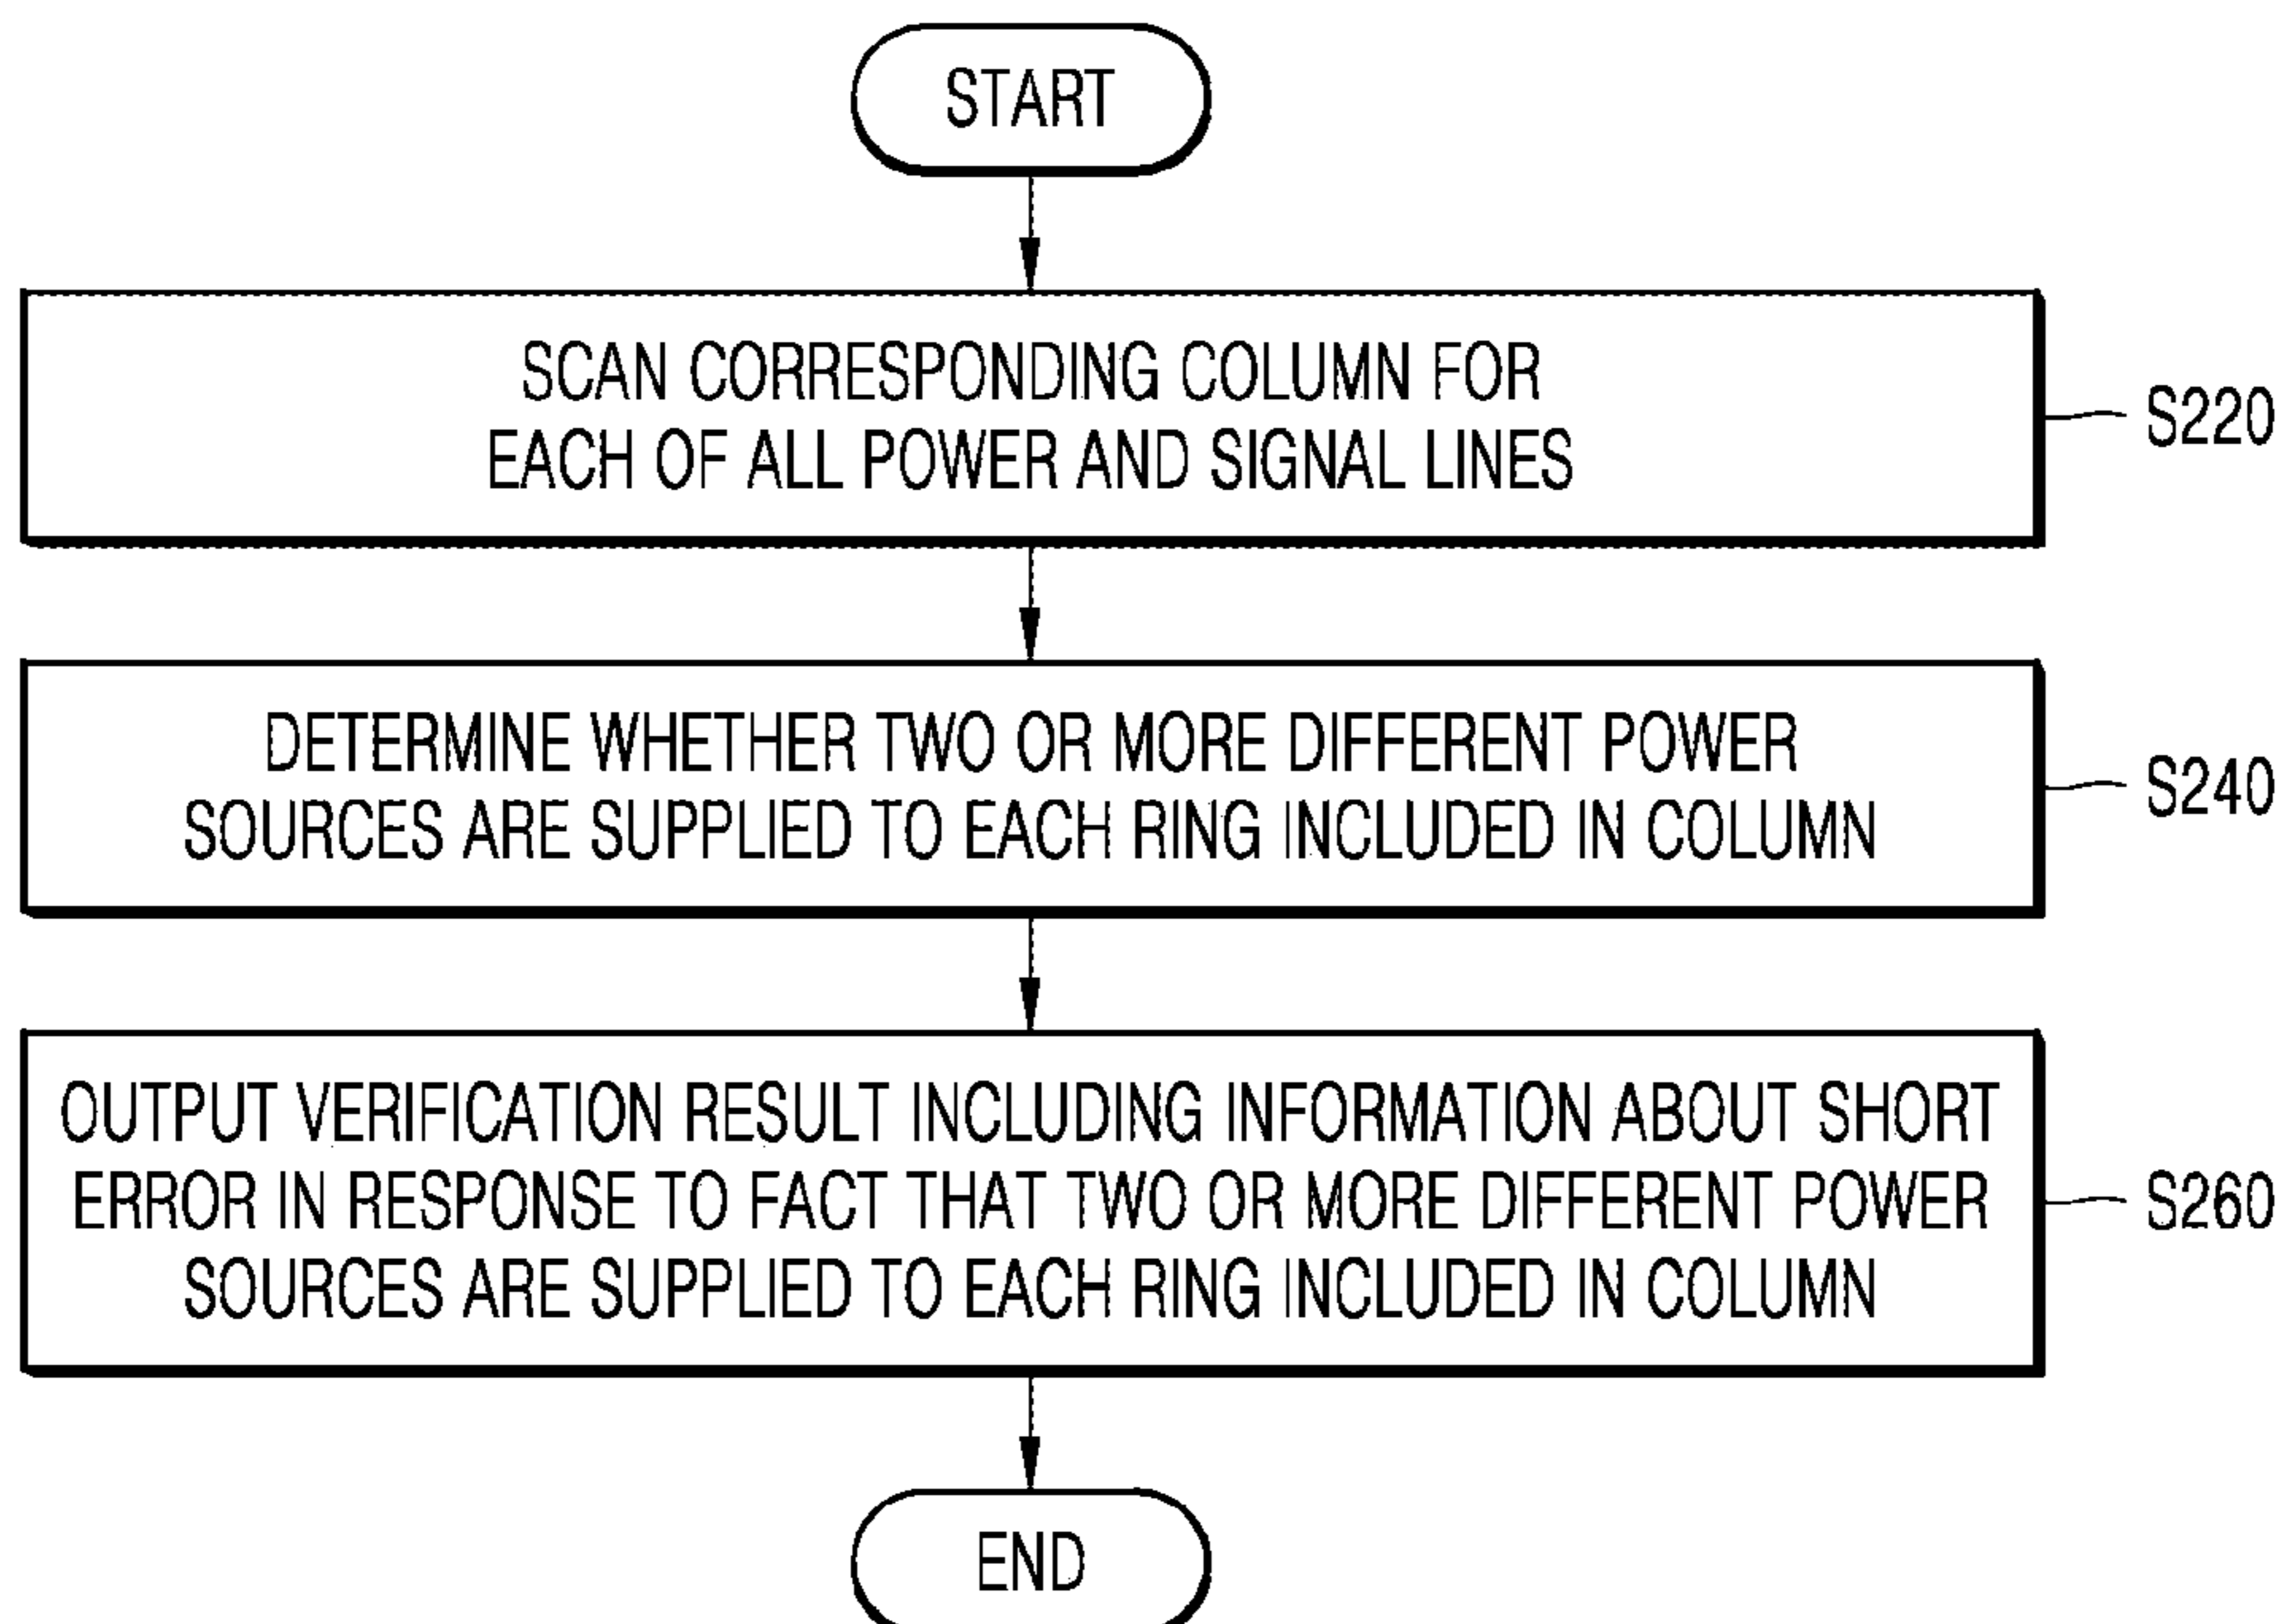 START
SCAN CORRESPONDING COLUMN FOR
EACH OF ALL POWER AND SIGNAL LINES
S220
DETERMINE WHETHER TWO OR MORE DIFFERENT POWER
SOURCES ARE SUPPLIED TO EACH RING INCLUDED IN COLUMN
S240
OUTPUT VERIFICATION RESULT INCLUDING INFORMATION ABOUT SHORT
ERROR IN RESPONSE TO FACT THAT TWO OR MORE DIFFERENT POWER
SOURCES ARE SUPPLIED TO EACH RING INCLUDED IN COLUMN
S260
END